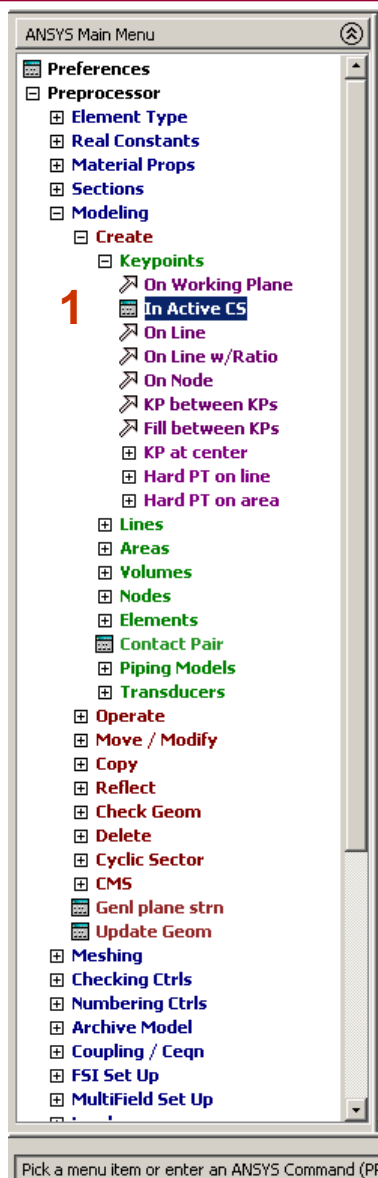 ANSYS Main Menu
Preferences
Preprocessor
Element Type
Real Constants
Material Props
Sections
Modeling
Create
Keypoints
On Working Plane
1
In Active CS
On Line
On Line w/Ratio
On Node
KP between KPs
Fill between KPs
KP at center
Hard PT on line
Hard PT on area
Lines
Areas
Volumes
Nodes
Elements
Contact Pair
Piping Models
Transducers
Operate
Move / Modify
Copy
Reflect
Check Geom
Delete
Cyclic Sector
CMS
Genl plane strn
Update Geom
Meshing
Checking Ctrls
Numbering Ctrls
Archive Model
Coupling / Ceqn
FSI Set Up
MultiField Set Up
Pick a menu item or enter an ANSYS Command (PR